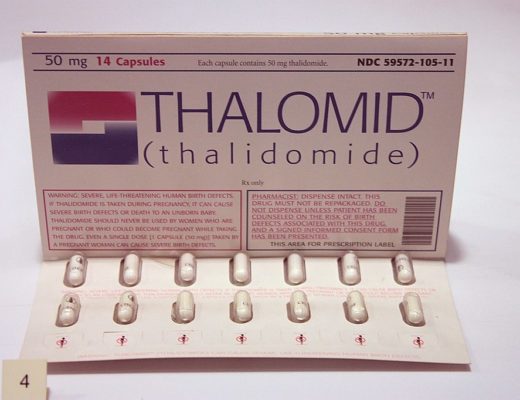 50 mg 14 Capsules Each capsule contains 50 mg thalidomide. NDC 59572-105-11
THALOMID™
(thalidomide)
Rx only
WARNING: SEVERE, LIFE-THREATENING HUMAN BIRTH DEFECTS.
IF THALIDOMIDE IS TAKEN DURING PREGNANCY, IT CAN CAUSE
SEVERE BIRTH DEFECTS OR DEATH TO AN UNBORN BABY.
THALIDOMIDE SHOULD NEVER BE USED BY WOMEN WHO ARE
PREGNANT OR WHO COULD BECOME PREGNANT WHILE TAKING
THE DRUG. EVEN A SINGLE DOSE [1 CAPSULE (50 mg)] TAKEN BY
A PREGNANT WOMAN CAN CAUSE SEVERE BIRTH DEFECTS.
PHARMACIST: DISPENSE INTACT. THIS
DRUG MUST NOT BE REPACKAGED. DO
NOT DISPENSE UNLESS PATIENT HAS BEEN
COUNSELED ON THE RISK OF BIRTH
DEFECTS ASSOCIATED WITH THIS DRUG,
AND A SIGNED INFORMED CONSENT FORM
HAS BEEN PRESENTED.
THIS AREA FOR PRESCRIPTION LABEL
4